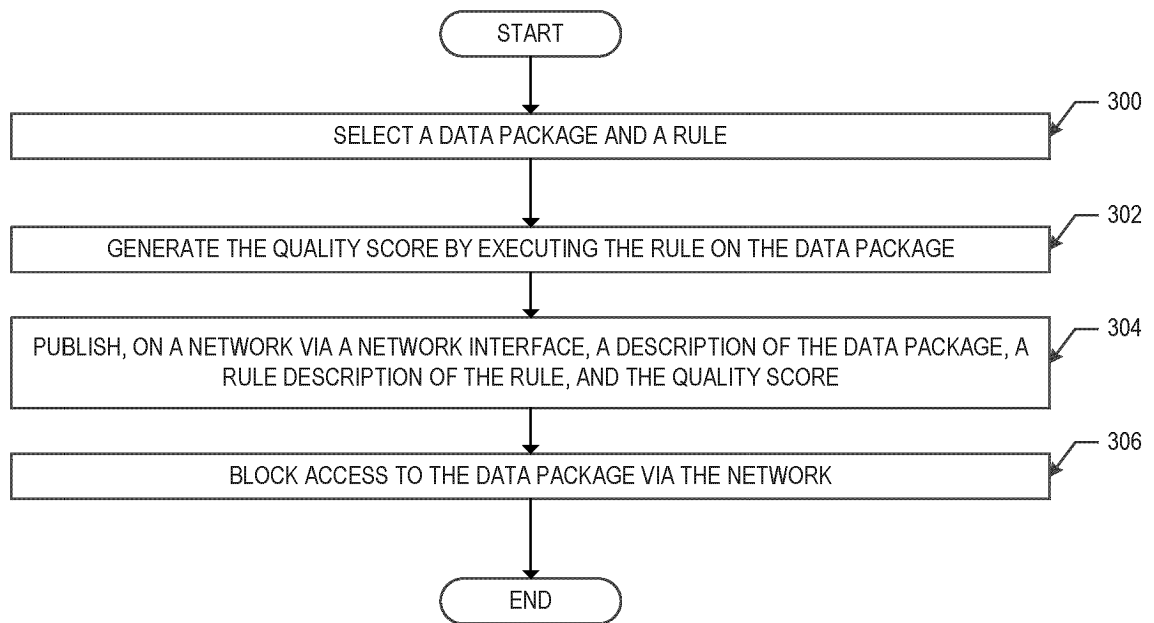 START
300
SELECT A DATA PACKAGE AND A RULE
302
GENERATE THE QUALITY SCORE BY EXECUTING THE RULE ON THE DATA PACKAGE
304
PUBLISH, ON A NETWORK VIA A NETWORK INTERFACE, A DESCRIPTION OF THE DATA PACKAGE, A
RULE DESCRIPTION OF THE RULE, AND THE QUALITY SCORE
306
BLOCK ACCESS TO THE DATA PACKAGE VIA THE NETWORK
END